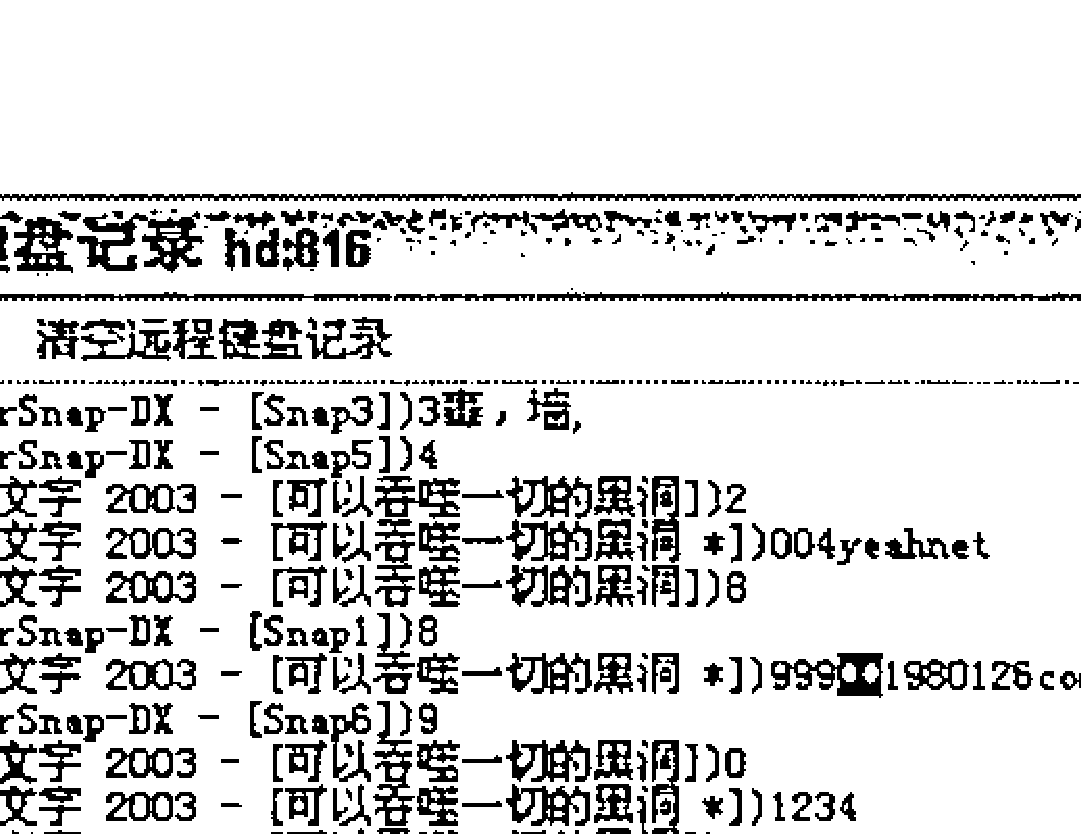 盘记录 hd:816
清空远程键盘记录
rSnap-DX - [Snap3])3毒，墙,
rSnap-DX - [Snap5])4
文字 2003 - [可以吞噬一切的黑洞])2
文字 2003 - [可以吞噬一切的黑洞 *])004yeahnet
文字 2003 - [可以吞噬一切的黑洞])8
rSnap-DX - [Snap1])8
文字 2003 - [可以吞噬一切的黑洞 *])999001980126co
rSnap-DX - [Snap6])9
文字 2003 - [可以吞噬一切的黑洞])0
文字 2003 - [可以吞噬一切的黑洞 *])1234